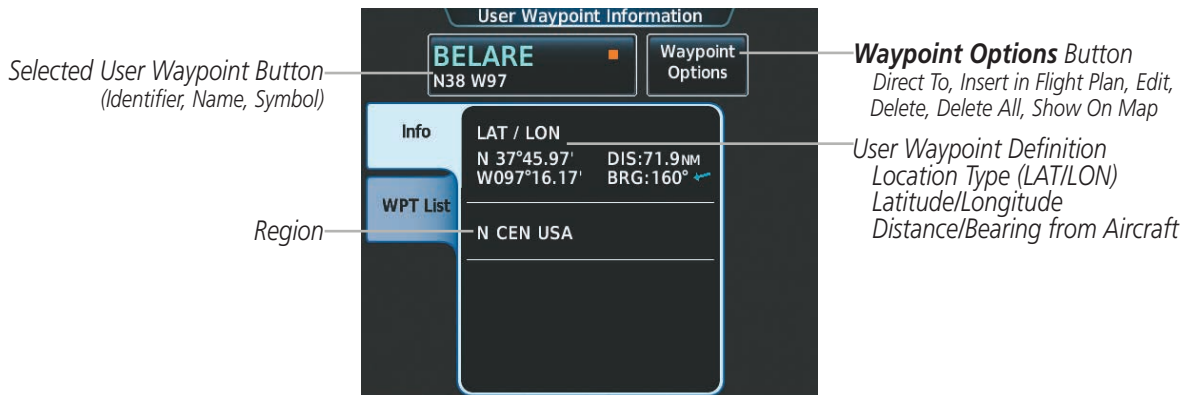 User Waypoint Information
BELARE
N38 W97
Waypoint
Options
Selected User Waypoint Button
(Identifier, Name, Symbol)
Waypoint Options Button
Direct To, Insert in Flight Plan, Edit,
Delete, Delete All, Show On Map
Info
WPT List
LAT / LON
N 37°45.97' DIS:71.9NM
W097°16.17' BRG:160°
User Waypoint Definition
Location Type (LAT/LON)
Latitude/Longitude
Distance/Bearing from Aircraft
Region
N CEN USA